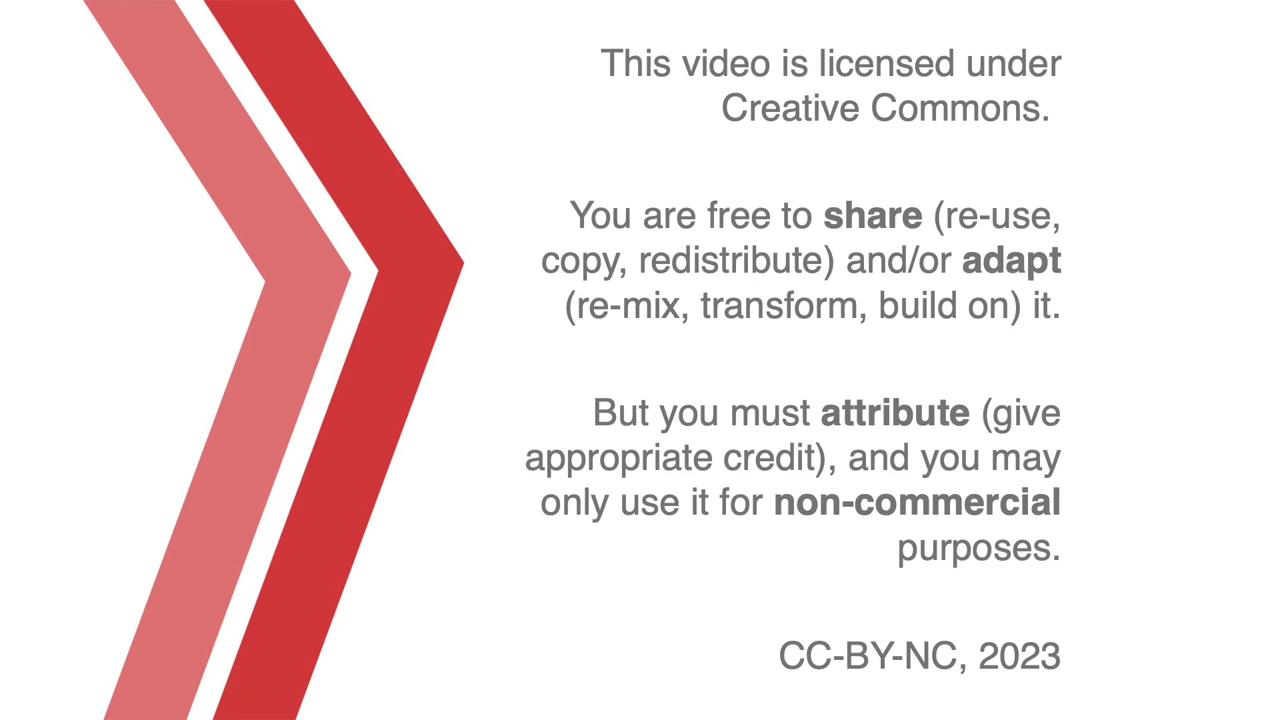 This video is licensed under
Creative Commons.
You are free to share (re-use,
copy, redistribute) and/or adapt
(re-mix, transform, build on) it.
But you must attribute (give
appropriate credit), and you may
only use it for non-commercial
purposes.
CC-BY-NC, 2023